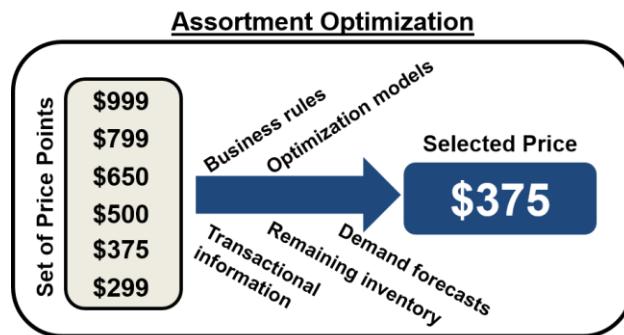 Assortment Optimization
Set of Price Points
$999
$799
$650
$500
$375
$299
Business rules
Optimization models
Transactional
information
Remaining inventory
Demand forecasts
Selected Price
$375